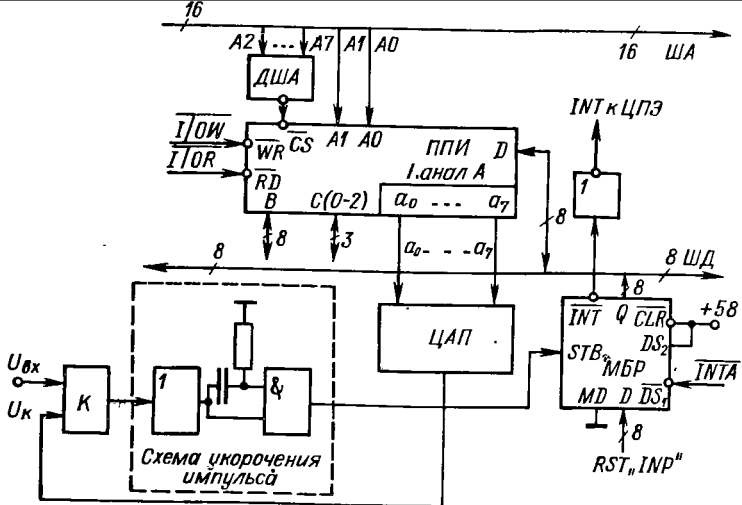 16
A2 ... A7 A1 A0
16 ША
ДША
INT к ЦПЭ
I/OW
WR CS A1 A0 ППИ D
I/OR
RD I.анал А
1
B C(0-2) a0 --- a7
8 3 8
a0 - - - a7
8 8 ШД
8
ЦАП
INT Q CLR +58
DS2
STB МБР
INTA
MD D DS1
8
RST „INP"
Uвх
Uк
К
1
&
Схема укорочения
импульса